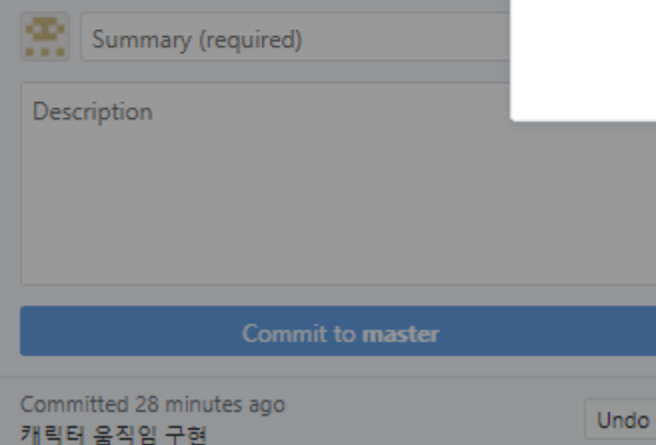 Summary (required)
Description
Commit to master
Committed 28 minutes ago
캐릭터 움직임 구현
Undo